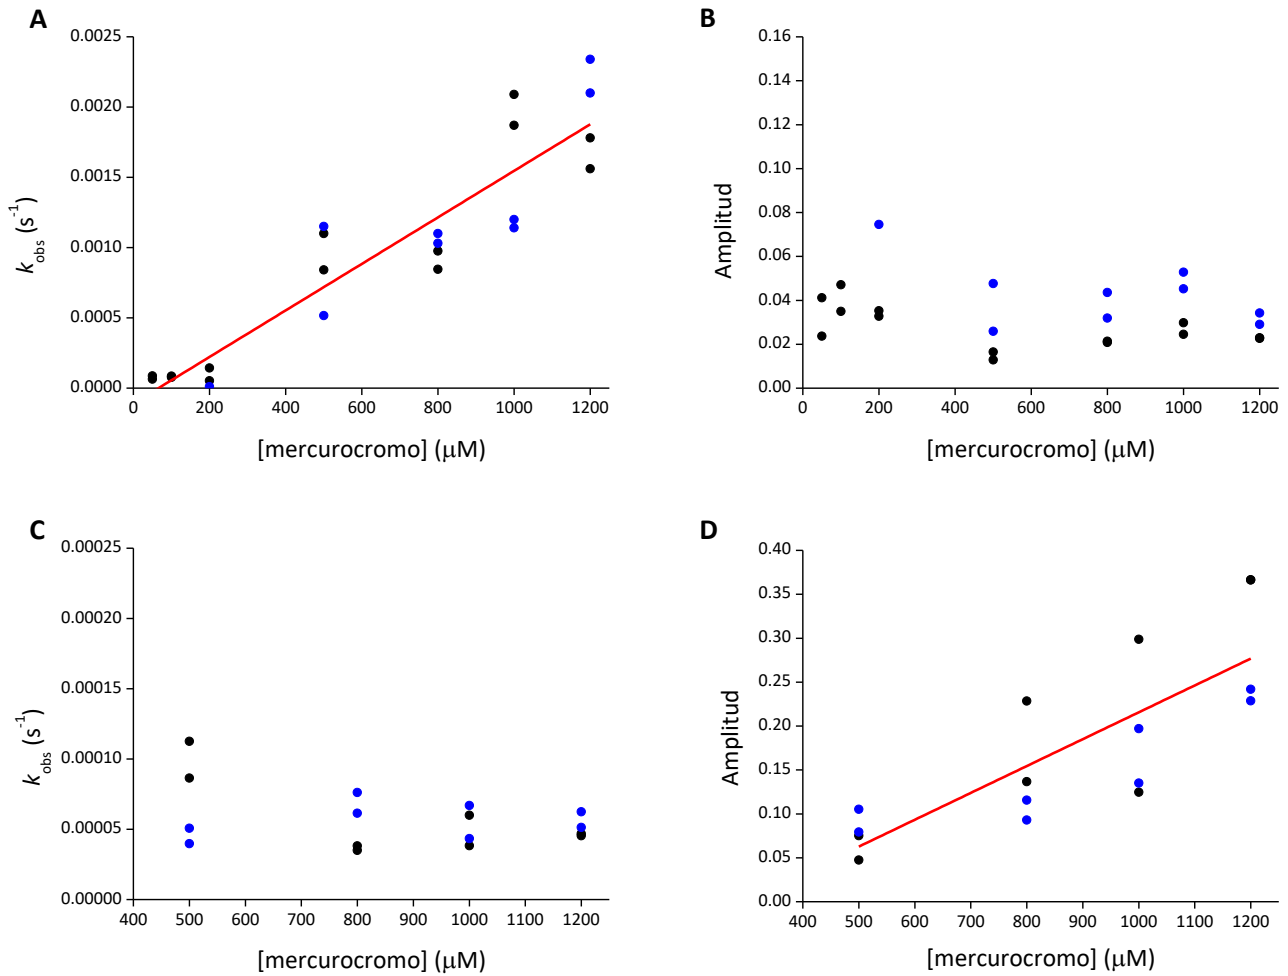 A
0.0025
0.0020
0.0015
0.0010
0.0005
0.0000
k obs (s-1)
0 200 400 600 800 1000 1200
[mercurocromo] (μM)
B
0.16
0.14
0.12
0.10
0.08
0.06
0.04
0.02
0.00
Amplitud
0 200 400 600 800 1000 1200
[mercurocromo] (μM)
C
0.00025
0.00020
0.00015
0.00010
0.00005
0.00000
k obs (s-1)
400 500 600 700 800 900 1000 1100 1200
[mercurocromo] (μM)
D
0.40
0.35
0.30
0.25
0.20
0.15
0.10
0.05
0.00
Amplitud
400 500 600 700 800 900 1000 1100 1200
[mercurocromo] (μM)